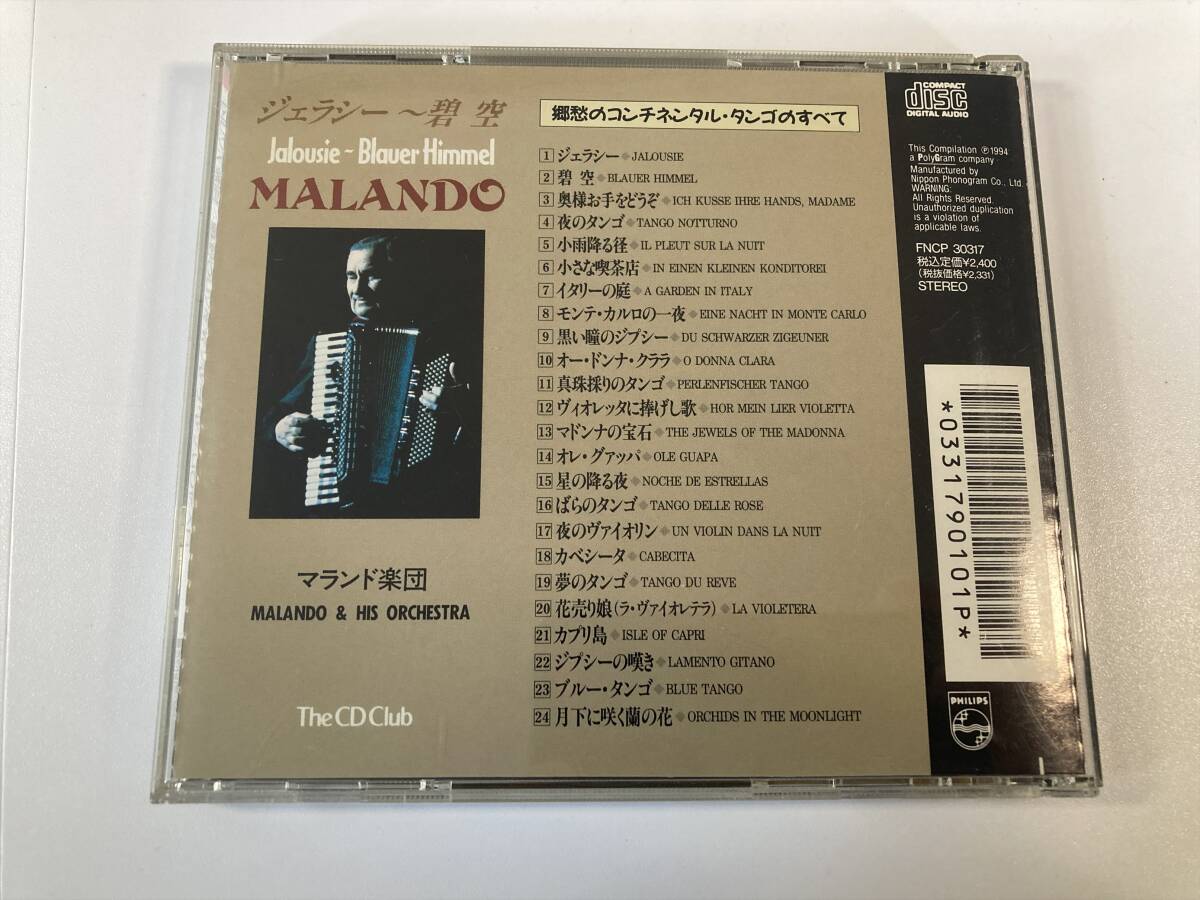 ジェラシー〜碧空
Jalousie~Blauer Himmel
MALANDO
マランド楽団
MALANDO & HIS ORCHESTRA
The CD Club
郷愁のコンチネンタル・タンゴのすべて
1 ジェラシー◆JALOUSIE
2 碧空◆BLAUER HIMMEL
3 奥様お手をどうぞ◆ICH KUSSE IHRE HANDS, MADAME
4 夜のタンゴ◆TANGO NOTTURNO
5 小雨降る径◆IL PLEUT SUR LA NUIT
6 小さな喫茶店◆IN EINEN KLEINEN KONDITOREI
7 イタリーの庭◆A GARDEN IN ITALY
8 モンテ・カルロの一夜◆EINE NACHT IN MONTE CARLO
9 黒い瞳のジプシー◆DU SCHWARZER ZIGEUNER
10 オー・ドンナ・クララ◆O DONNA CLARA
11 真珠採りのタンゴ◆PERLENFISCHER TANGO
12 ヴィオレッタに捧げし歌◆HOR MEIN LIER VIOLETTA
13 マドンナの宝石◆THE JEWELS OF THE MADONNA
14 オレ・グァッパ◆OLE GUAPA
15 星の降る夜◆NOCHE DE ESTRELLAS
16 ばらのタンゴ◆TANGO DELLE ROSE
17 夜のヴァイオリン◆UN VIOLIN DANS LA NUIT
18 カベシータ◆CABECITA
19 夢のタンゴ◆TANGO DU REVE
20 花売り娘(ラ・ヴァイオレテラ)◆LA VIOLETERA
21 カプリ島◆ISLE OF CAPRI
22 ジプシーの嘆き◆LAMENTO GITANO
23 ブルー・タンゴ◆BLUE TANGO
24 月下に咲く蘭の花◆ORCHIDS IN THE MOONLIGHT
COMPACT
disc
DIGITAL AUDIO
This Compilation ℗1994
a PolyGram company
Manufactured by
Nippon Phonogram Co., Ltd.
WARNING:
All Rights Reserved.
Unauthorized duplication
is a violation of
applicable laws.
FNCP 30317
税込定価¥2,400
(税抜価格¥2,331)
STEREO
*0331790101P*
PHILIPS